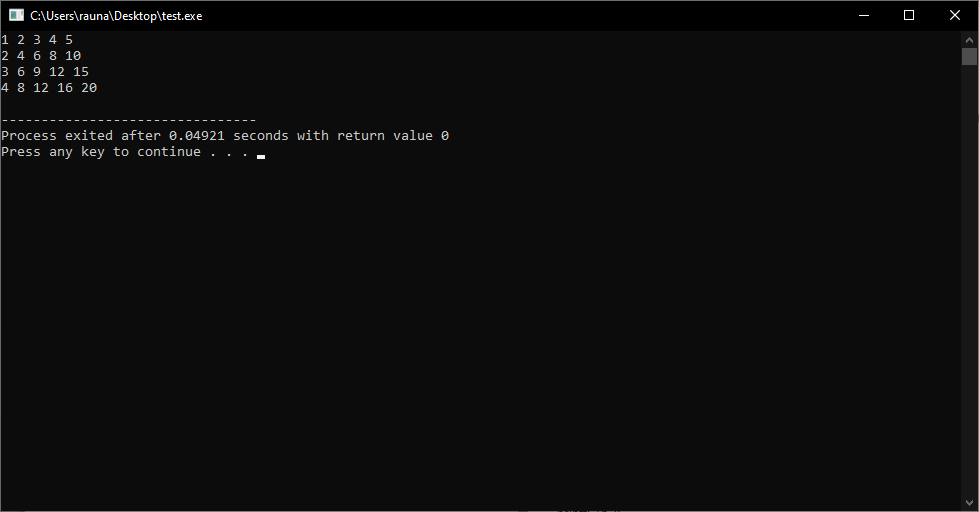 C:\Users\rauna\Desktop\test.exe
1 2 3 4 5
2 4 6 8 10
3 6 9 12 15
4 8 12 16 20
--------------------------------
Process exited after 0.04921 seconds with return value 0
Press any key to continue . . .